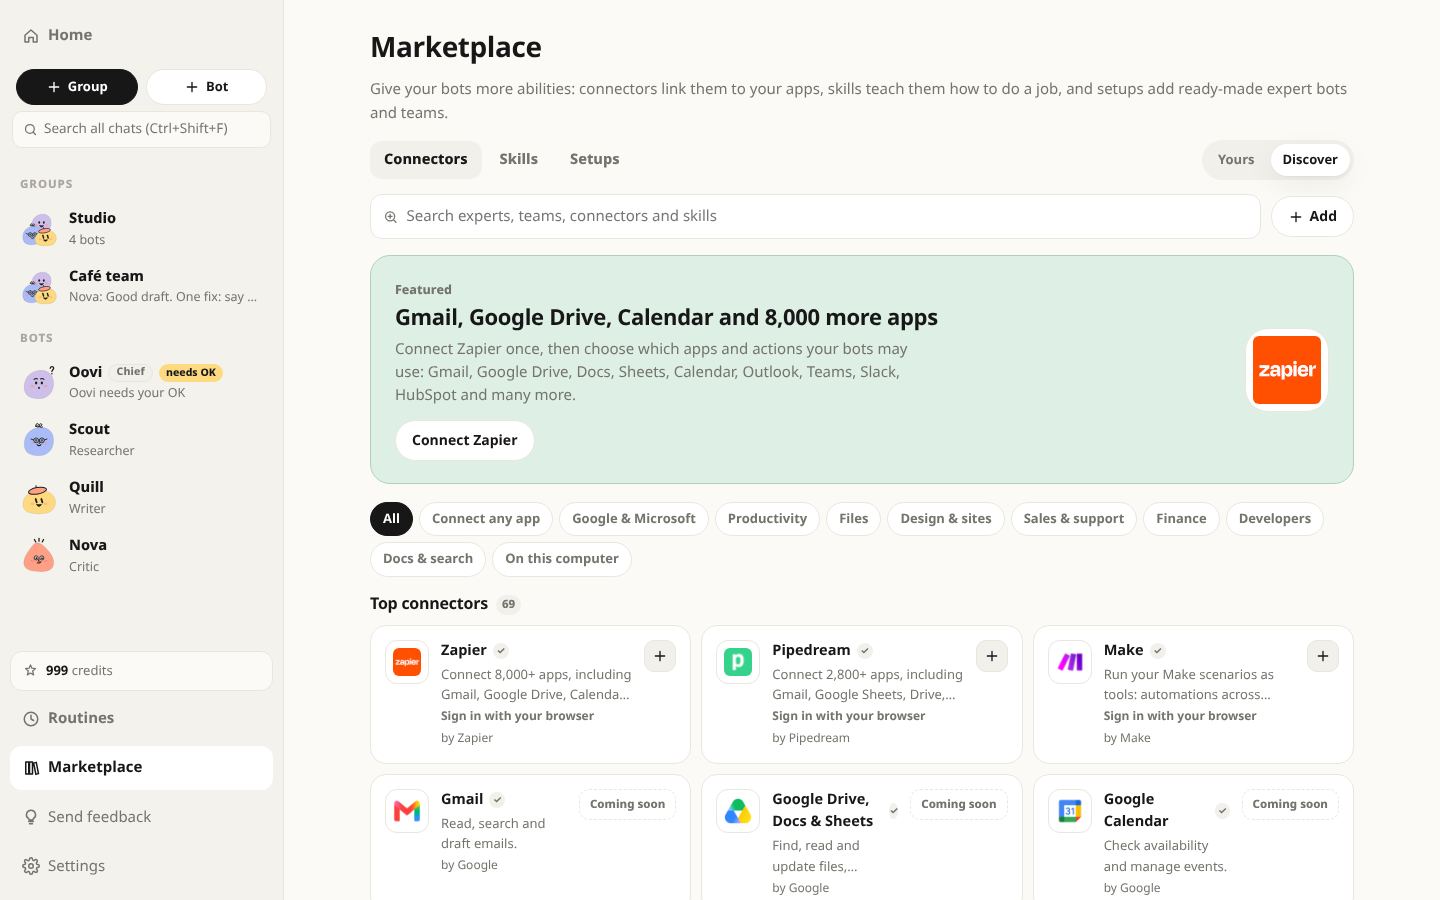 Home
Group
Bot
Search all chats (Ctrl+Shift+F)
GROUPS
Studio
4 bots
Café team
Nova: Good draft. One fix: say ...
BOTS
Oovi Chief needs OK
Oovi needs your OK
Scout
Researcher
Quill
Writer
Nova
Critic
999 credits
Routines
Marketplace
Send feedback
Settings
Marketplace
Give your bots more abilities: connectors link them to your apps, skills teach them how to do a job, and setups add ready-made expert bots
and teams.
Connectors Skills Setups
Yours Discover
Search experts, teams, connectors and skills
Add
Featured
Gmail, Google Drive, Calendar and 8,000 more apps
Connect Zapier once, then choose which apps and actions your bots may
use: Gmail, Google Drive, Docs, Sheets, Calendar, Outlook, Teams, Slack,
HubSpot and many more.
Connect Zapier
zapier
All Connect any app Google & Microsoft Productivity Files Design & sites Sales & support Finance Developers
Docs & search On this computer
Top connectors 69
zapier
Zapier
Connect 8,000+ apps, including
Gmail, Google Drive, Calenda...
Sign in with your browser
by Zapier
Pipedream
Connect 2,800+ apps, including
Gmail, Google Sheets, Drive,...
Sign in with your browser
by Pipedream
Make
Run your Make scenarios as
tools: automations across...
Sign in with your browser
by Make
Gmail
Coming soon
Read, search and
draft emails.
by Google
Google Drive,
Docs & Sheets
Coming soon
Find, read and
update files,...
by Google
31
Google
Calendar
Coming soon
Check availability
and manage events.
by Google